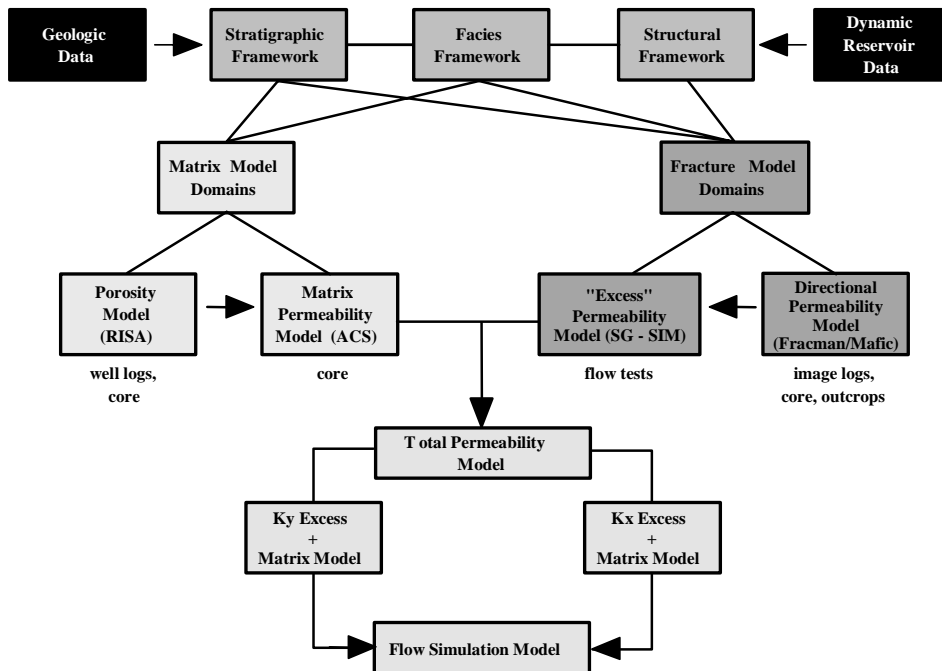 Geologic
Data
Stratigraphic
Framework
Facies
Framework
Structural
Framework
Dynamic
Reservoir
Data
Matrix Model
Domains
Fracture Model
Domains
Porosity
Model
(RISA)
Matrix
Permeability
Model (ACS)
"Excess"
Permeability
Model (SG - SIM)
Directional
Permeability
Model
(Fracman/Mafic)
well logs,
core
core
flow tests
image logs,
core, outcrops
Total Permeability
Model
Ky Excess
+
Matrix Model
Kx Excess
+
Matrix Model
Flow Simulation Model